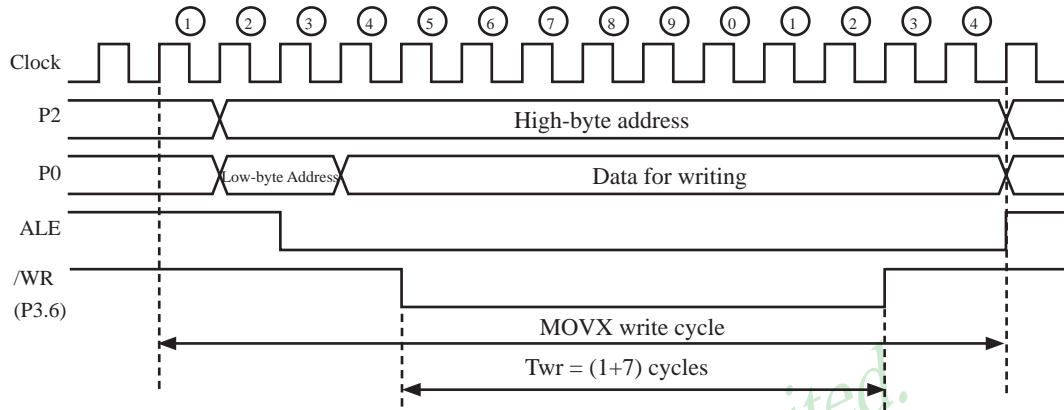 1 2 3 4 5 6 7 8 9 0 1 2 3 4
Clock
P2 High-byte address
P0 Low-byte Address Data for writing
ALE
/WR
(P3.6)
MOVX write cycle
Twr = (1+7) cycles